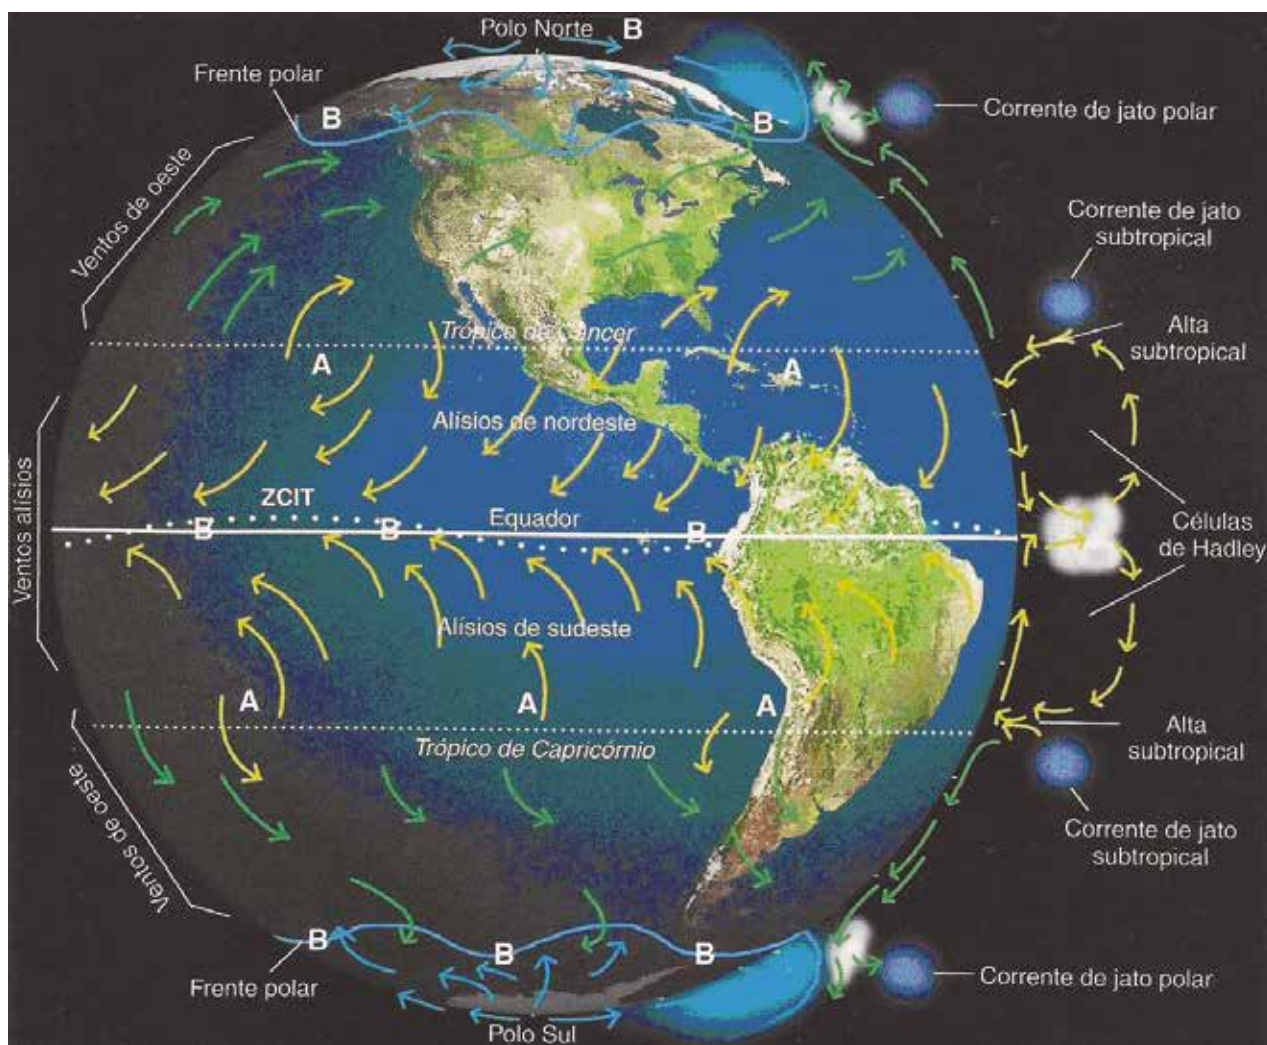 Polo Norte
B
Frente polar
B
B
Corrente de jato polar
Ventos de oeste
Corrente de jato
subtropical
Trópico de Câncer
Alta
subtropical
A
A
Alísios de nordeste
Ventos alísios
ZCIT
Equador
B
B
B
Células
de Hadley
Alísios de sudeste
A
A
A
Trópico de Capricórnio
Alta
subtropical
Ventos de oeste
Corrente de jato
subtropical
B
B
B
Frente polar
Corrente de jato polar
Polo Sul